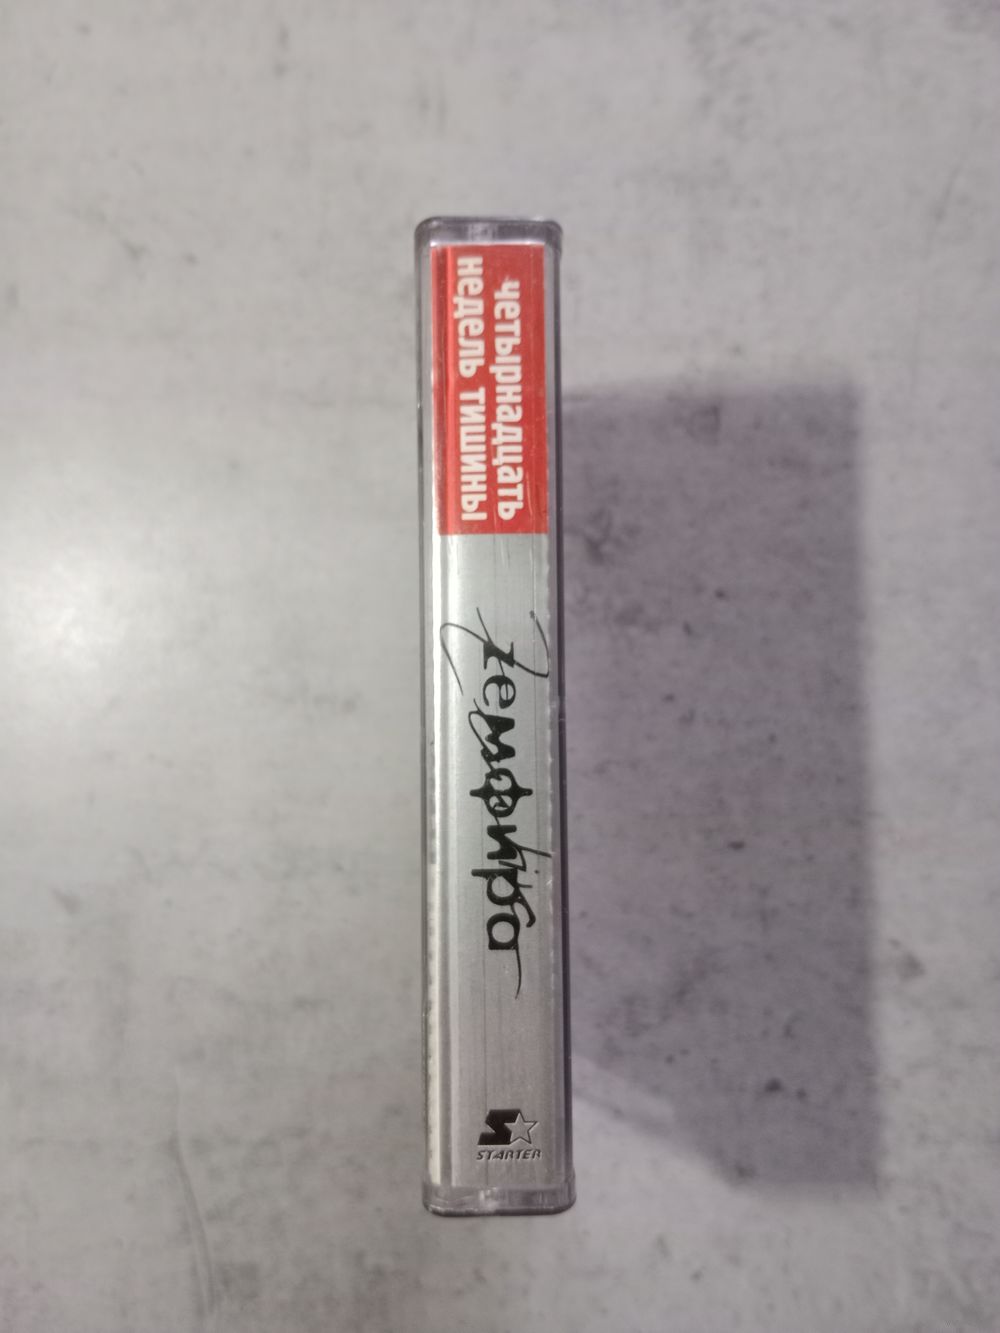 четырнадцать
недель тишины
Земфира
STARTER